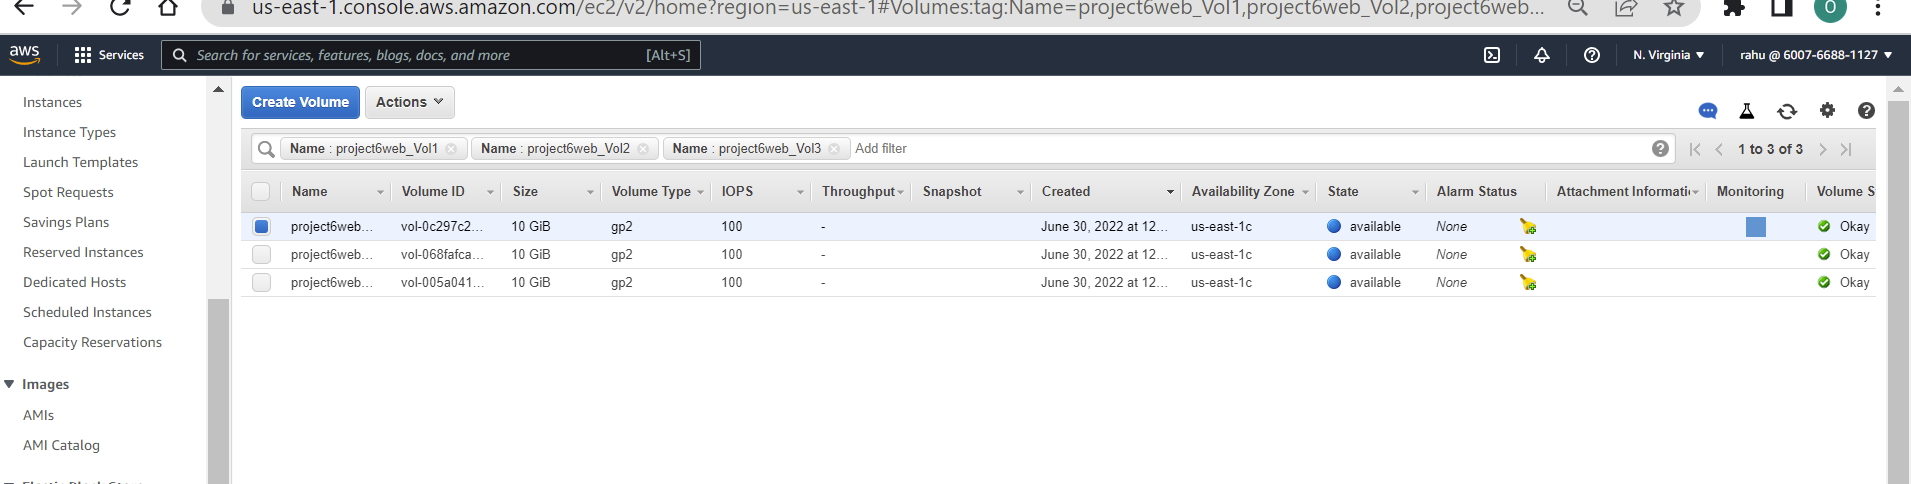 us-east-1.console.aws.amazon.com/ec2/v2/home?region=us-east-1#Volumes:tag:Name=project6web_Vol1,project6web_Vol2,project6web... O
aws Services Search for services, features, blogs, docs, and more [Alt+S] N. Virginia rahu @ 6007-6688-1127
Instances
Instance Types
Launch Templates
Spot Requests
Savings Plans
Reserved Instances
Dedicated Hosts
Scheduled Instances
Capacity Reservations
Images
AMIs
AMI Catalog
Create Volume Actions
Name : project6web_Vol1 Name : project6web_Vol2 Name : project6web_Vol3 Add filter 1 to 3 of 3
Name Volume ID Size Volume Type IOPS Throughput Snapshot Created Availability Zone State Alarm Status Attachment Informati Monitoring Volume S
project6web... vol-0c297c2... 10 GiB gp2 100 - June 30, 2022 at 12... us-east-1c available None Okay
project6web... vol-068fafca... 10 GiB gp2 100 - June 30, 2022 at 12... us-east-1c available None Okay
project6web... vol-005a041... 10 GiB gp2 100 - June 30, 2022 at 12... us-east-1c available None Okay